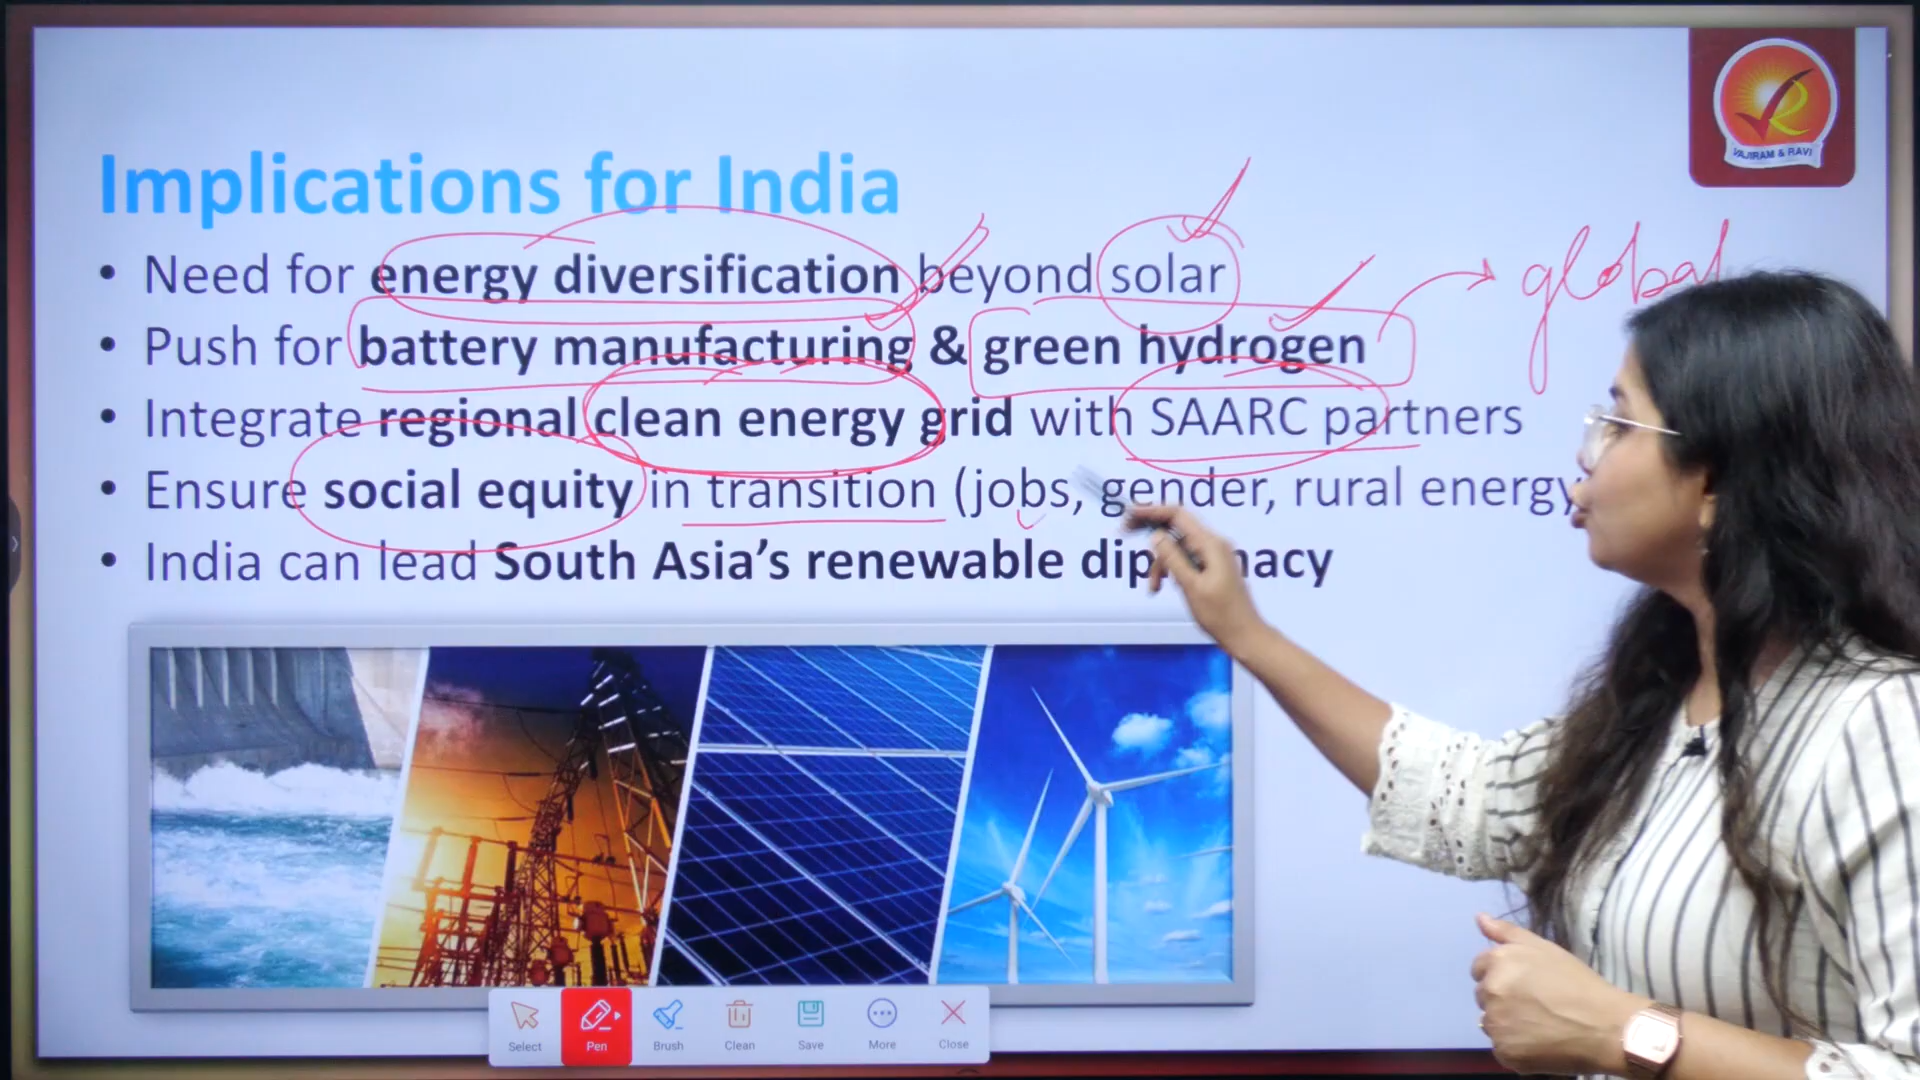 VAJIRAM & RAVI
Implications for India
• Need for energy diversification beyond solar
global
• Push for battery manufacturing & green hydrogen
• Integrate regional clean energy grid with SAARC partners
• Ensure social equity in transition (jobs, gender, rural energy
• India can lead South Asia’s renewable
Select Pen Brush Clean Save More Close